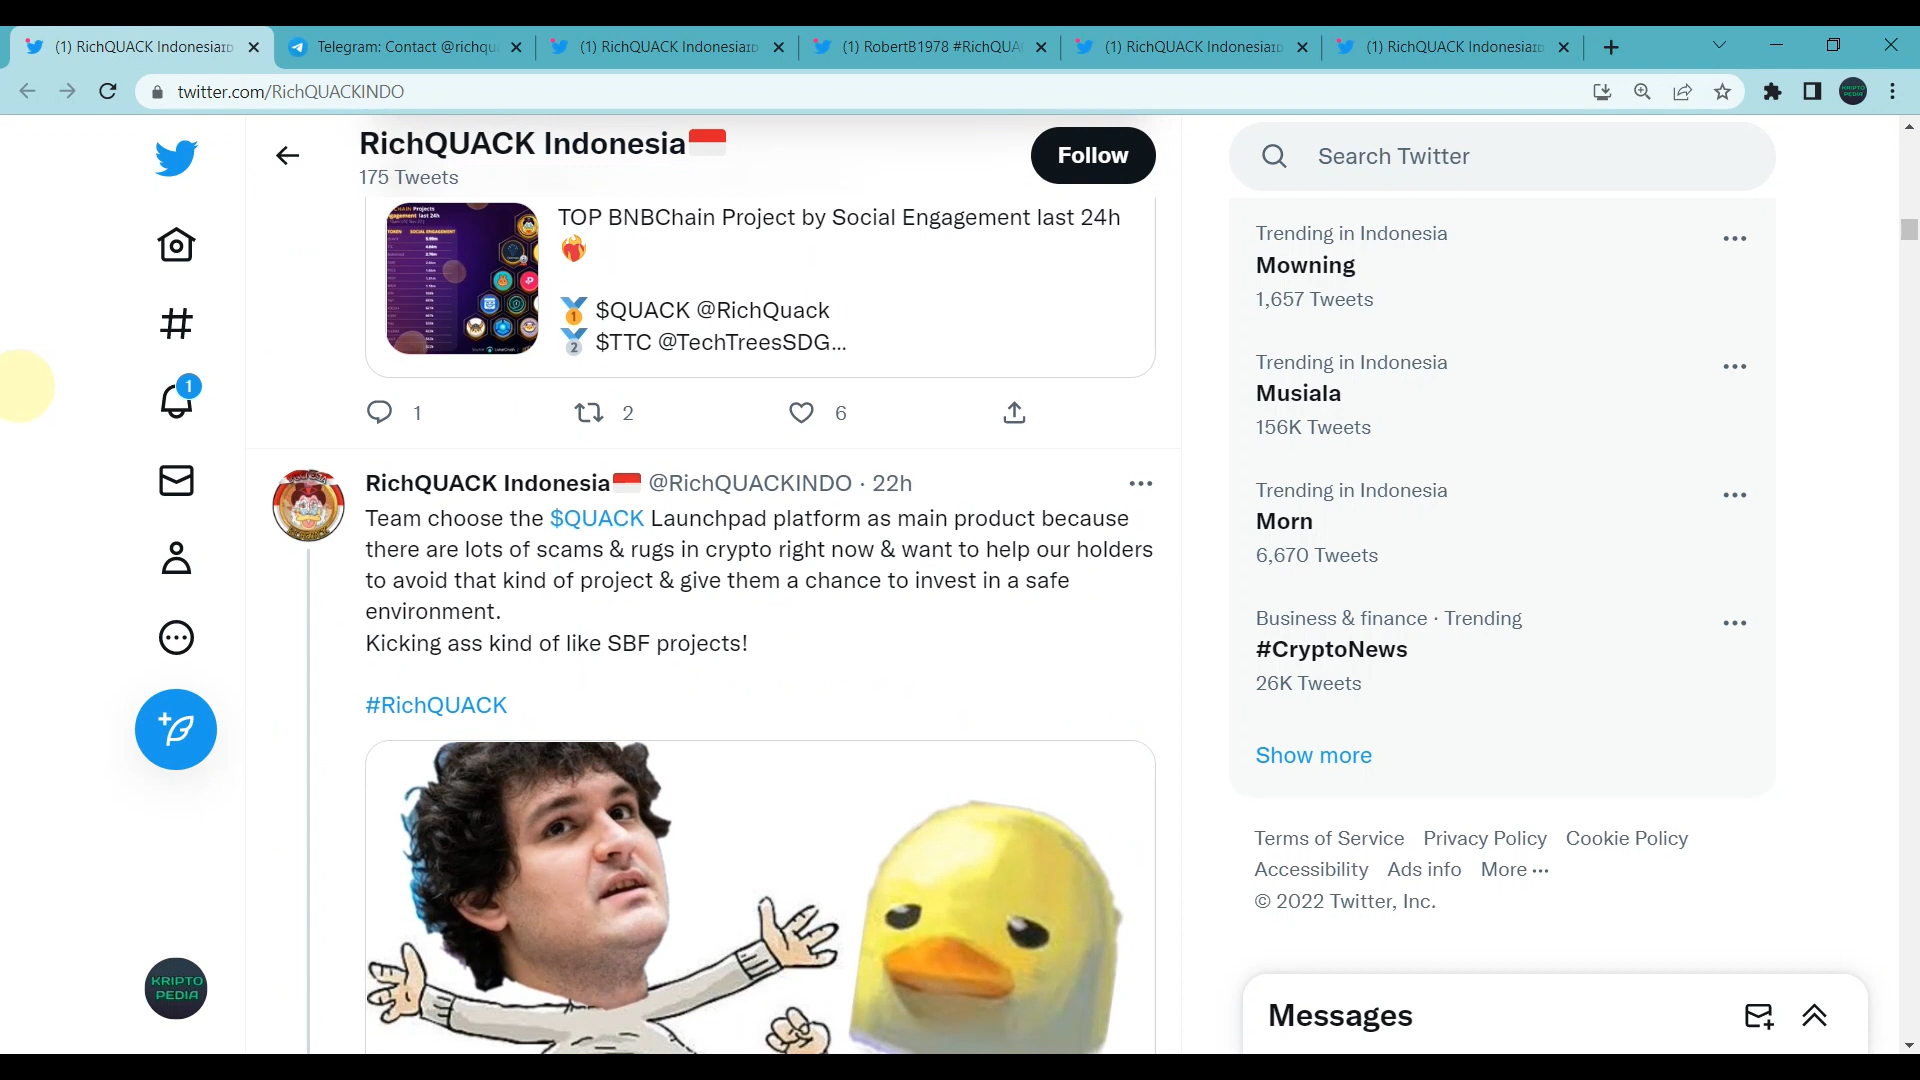 (1) RichQUACK Indonesia
Telegram: Contact @richqu
(1) RichQUACK Indonesia
(1) RobertB1978 #RichQUA
(1) RichQUACK Indonesia
(1) RichQUACK Indonesia
twitter.com/RichQUACKINDO
KRIPTO
PEDIA
RichQUACK Indonesia
175 Tweets
Follow
Search Twitter
CHAIN Projects
SOCIAL ENGAGEMENT
TOP BNBChain Project by Social Engagement last 24h
$QUACK @RichQuack
$TTC @TechTreesSDG...
1
2
6
1
RichQUACK Indonesia @RichQUACKINDO · 22h
Team choose the $QUACK Launchpad platform as main product because
there are lots of scams & rugs in crypto right now & want to help our holders
to avoid that kind of project & give them a chance to invest in a safe
environment.
Kicking ass kind of like SBF projects!
#RichQUACK
Trending in Indonesia
Mowning
1,657 Tweets
Trending in Indonesia
Musiala
156K Tweets
Trending in Indonesia
Morn
6,670 Tweets
Business & finance · Trending
#CryptoNews
26K Tweets
Show more
Terms of Service Privacy Policy Cookie Policy
Accessibility Ads info More ···
© 2022 Twitter, Inc.
KRIPTO
PEDIA
Messages